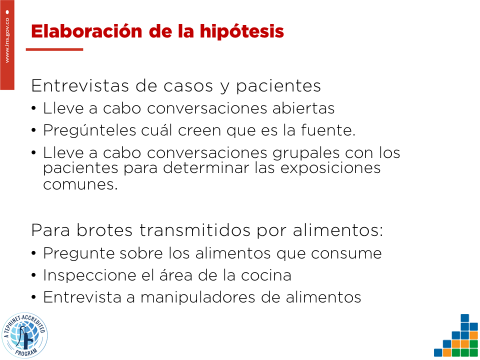 www.ins.gov.co
Elaboración de la hipótesis
Entrevistas de casos y pacientes
• Lleve a cabo conversaciones abiertas
• Pregúnteles cuál creen que es la fuente.
• Lleve a cabo conversaciones grupales con los
pacientes para determinar las exposiciones
comunes.
Para brotes transmitidos por alimentos:
• Pregunte sobre los alimentos que consume
• Inspeccione el área de la cocina
• Entrevista a manipuladores de alimentos
A TEPHINET ACCREDITED
PROGRAM